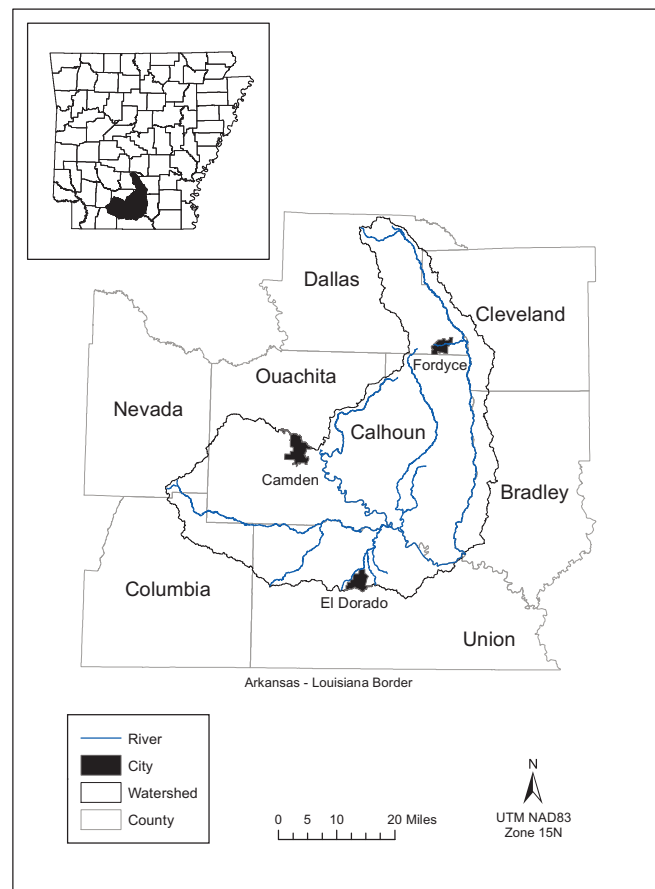 Dallas
Cleveland
Fordyce
Ouachita
Nevada
Calhoun
Camden
Bradley
Columbia
El Dorado
Union
Arkansas - Louisiana Border
River
City
Watershed
County
0 5 10 20 Miles
N
UTM NAD83
Zone 15N